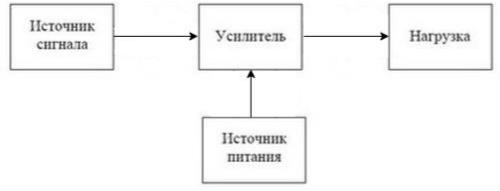 Источник
сигнала
Усилитель
Нагрузка
Источник
питания